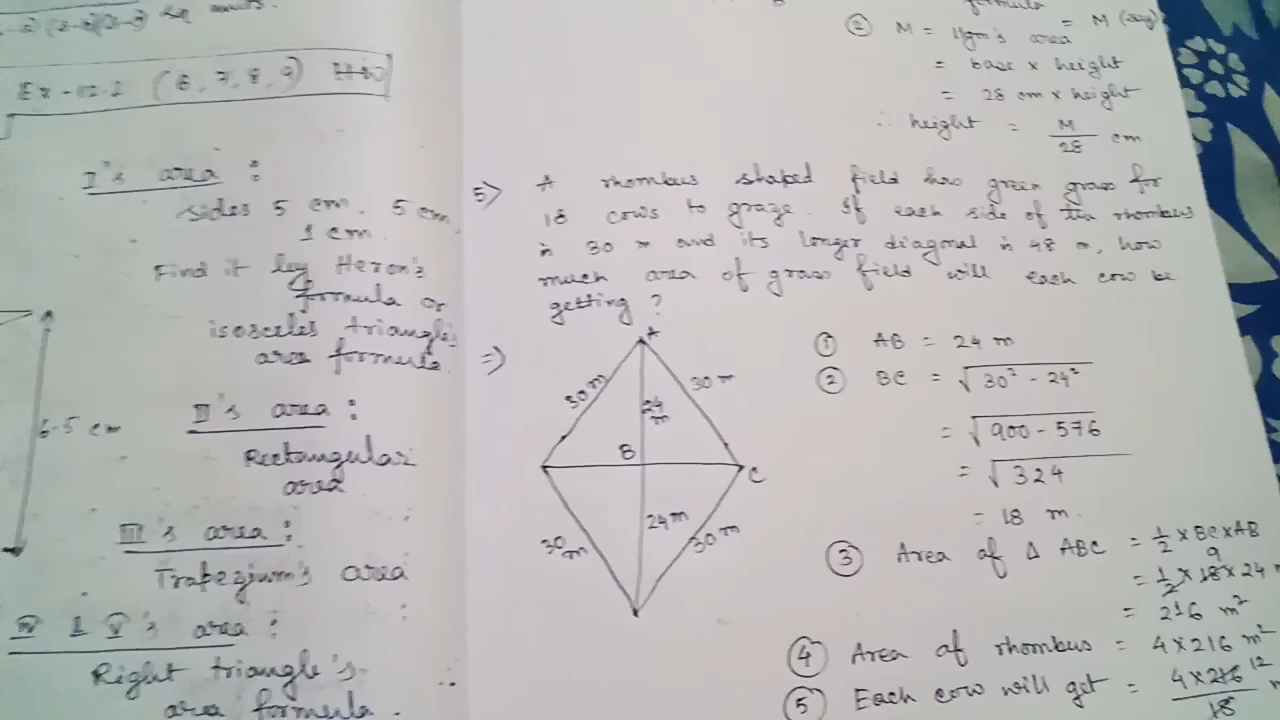 sq units.
Ex-12.2 (6, 7, 8, 9)
I's area :
sides 5 cm, 5 cm,
1 cm.
Find it by Heron's
formula or
isosceles triangle's
area formula.
6.5 cm
II's area :
Rectangular
area
III's area :
Trapezium's area
IV & V's area :
Right triangle's
area formula.
formula
② M = ||gm's area = M (say)
= base × height
= 28 cm × height
∴ height = M/28 cm
5) A rhombus shaped field has green grass for
18 cows to graze. If each side of the rhombus
is 30 m and its longer diagonal is 48 m, how
much area of grass field will each cow be
getting ?
=>
A
30 m
30 m
24 m
B
C
24 m
30 m
30 m
① AB = 24 m
② BC = √30² - 24²
= √900 - 576
= √324
= 18 m.
③ Area of Δ ABC = 1/2 × BC × AB
9
= 1/2 × 18 × 24 m
= 216 m²
④ Area of rhombus = 4 × 216 m²
⑤ Each cow will get = 4 × 216 12 / 18 m